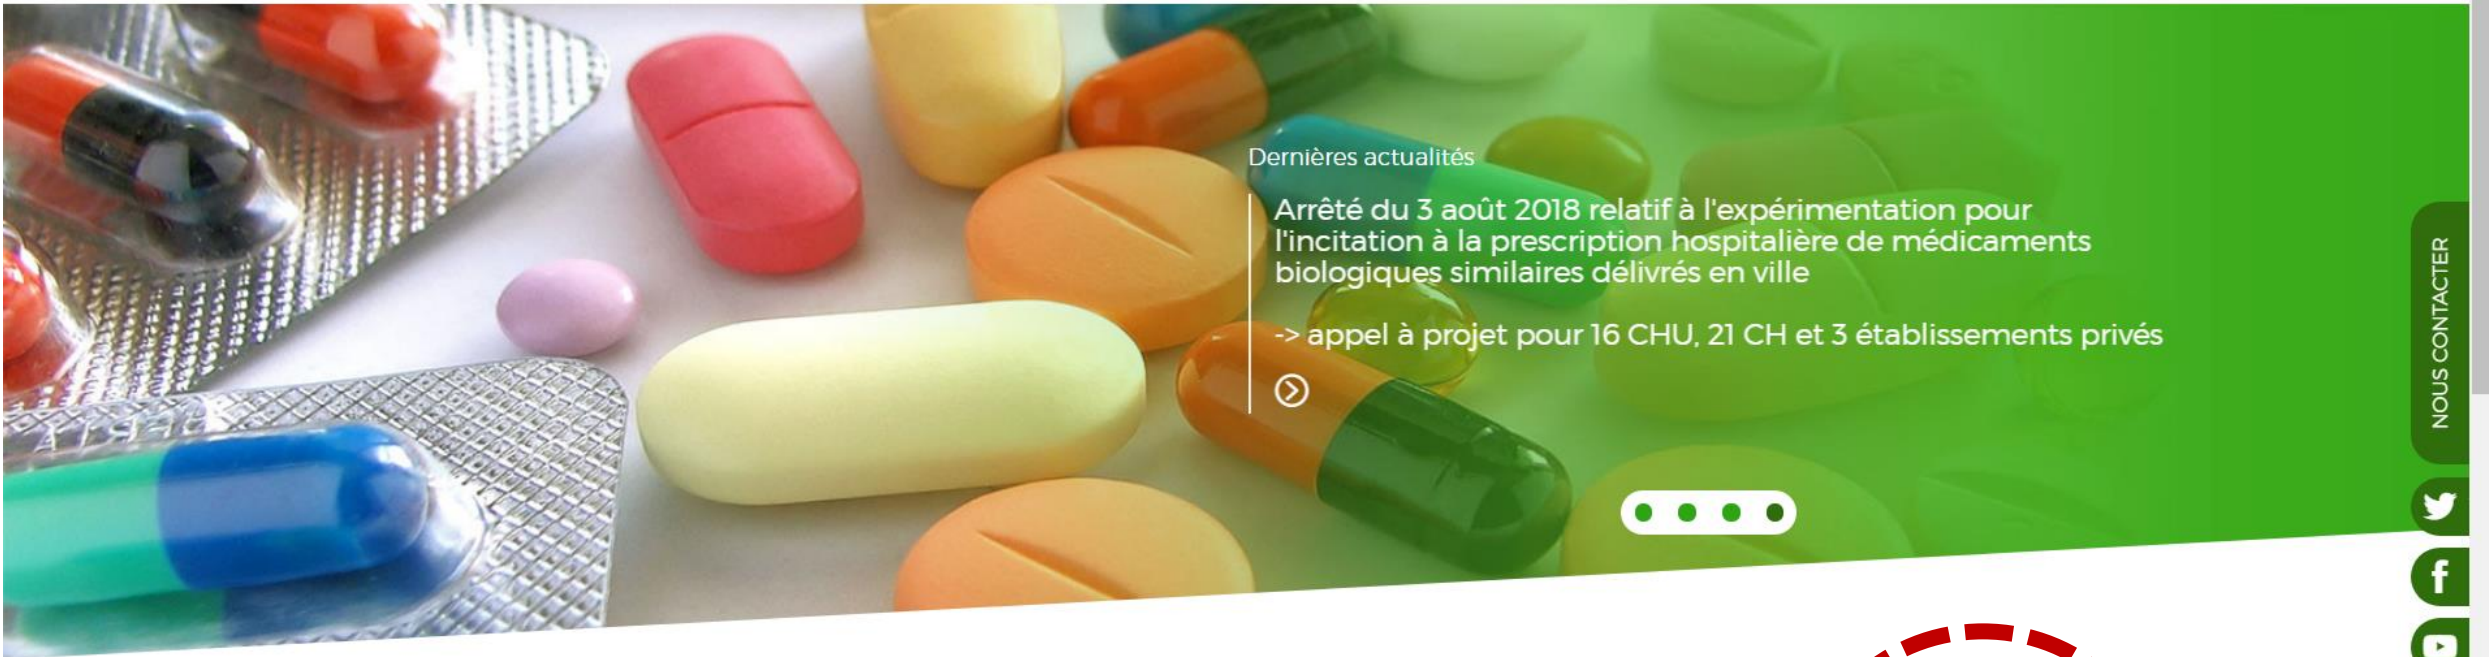 Dernières actualités
Arrêté du 3 août 2018 relatif à l'expérimentation pour
l'incitation à la prescription hospitalière de médicaments
biologiques similaires délivrés en ville
-> appel à projet pour 16 CHU, 21 CH et 3 établissements privés
NOUS CONTACTER